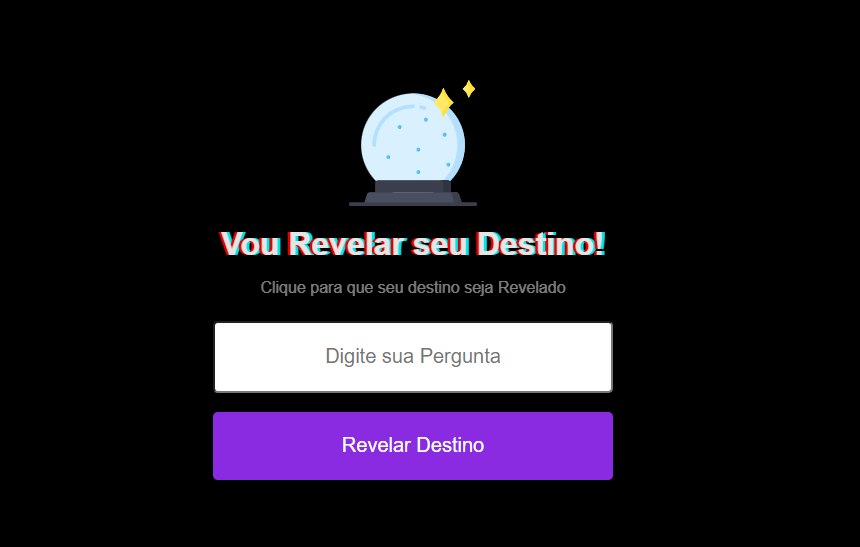 Vou Revelar seu Destino!
Clique para que seu destino seja Revelado
Digite sua Pergunta
Revelar Destino